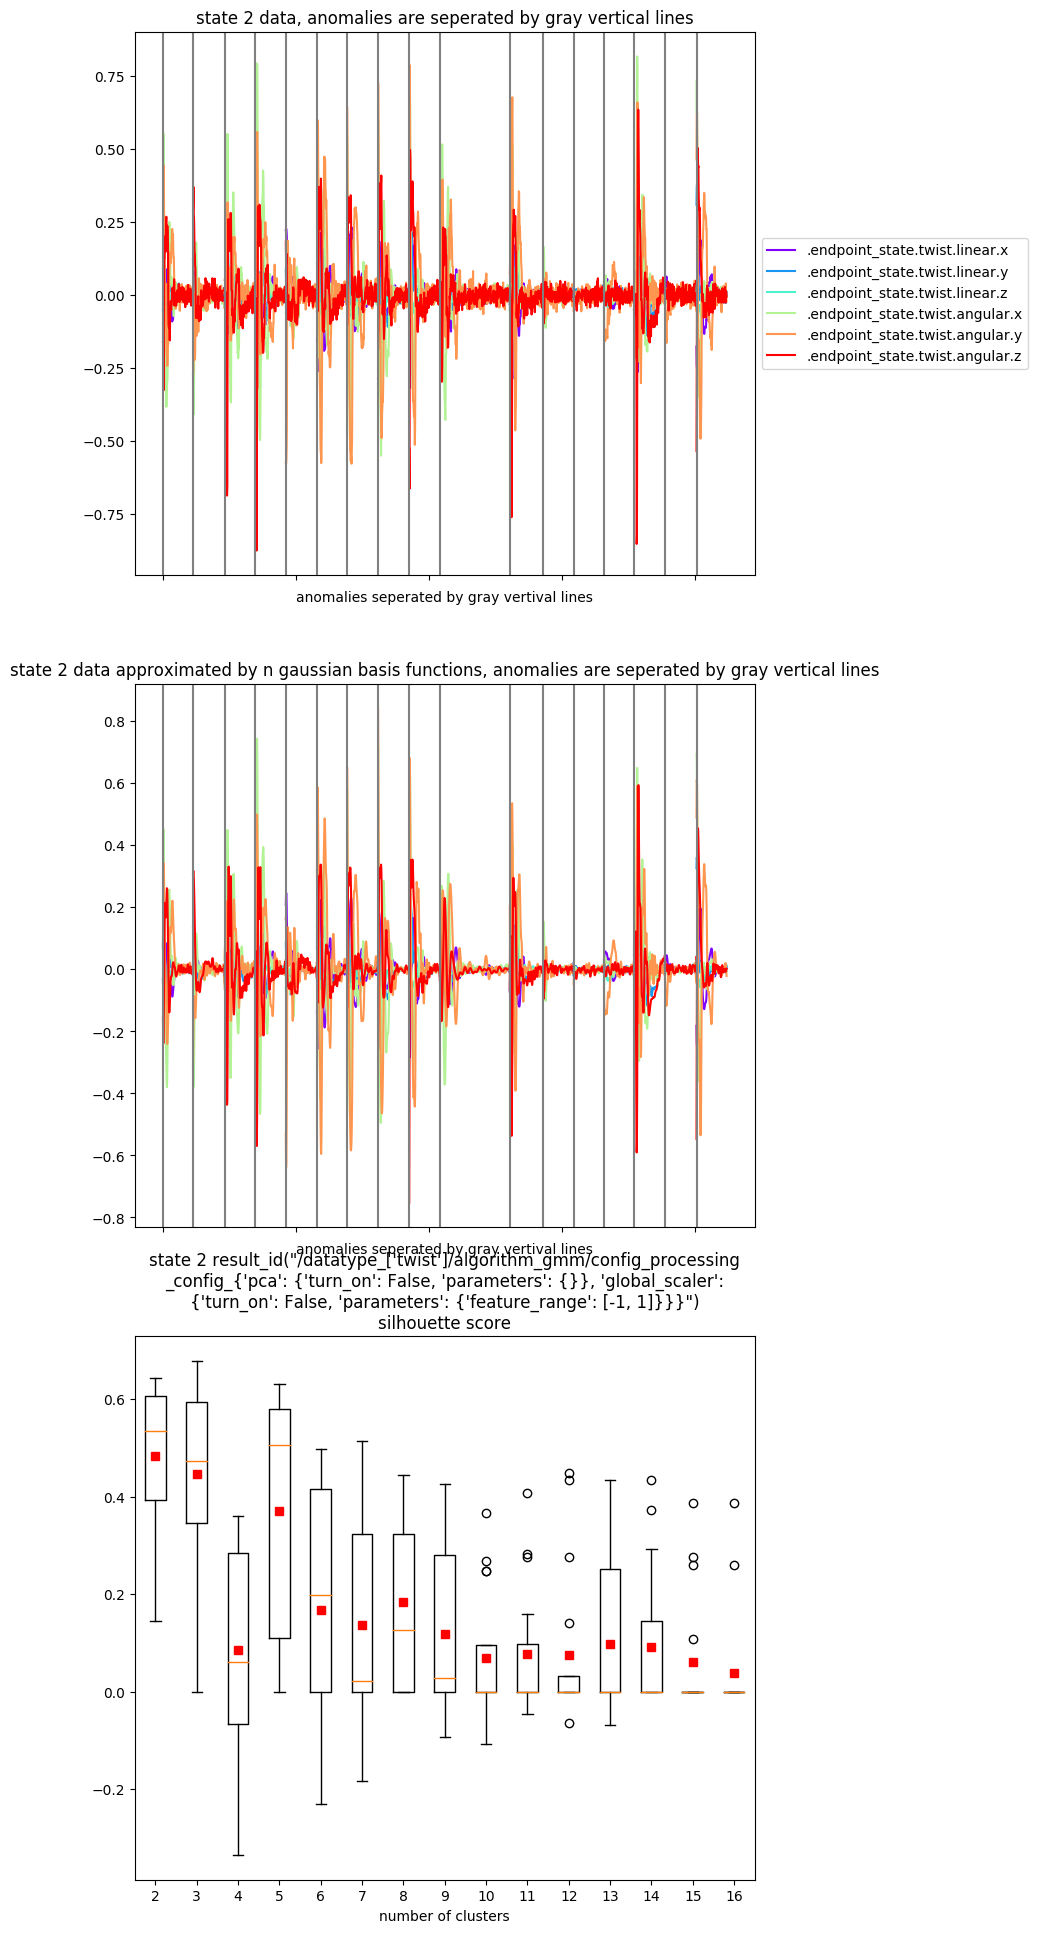 state 2 data, anomalies are seperated by gray vertical lines
0.75
0.50
0.25
0.00
−0.25
−0.50
−0.75
anomalies seperated by gray vertival lines
.endpoint_state.twist.linear.x
.endpoint_state.twist.linear.y
.endpoint_state.twist.linear.z
.endpoint_state.twist.angular.x
.endpoint_state.twist.angular.y
.endpoint_state.twist.angular.z
state 2 data approximated by n gaussian basis functions, anomalies are seperated by gray vertical lines
0.8
0.6
0.4
0.2
0.0
−0.2
−0.4
−0.6
−0.8
anomalies seperated by gray vertival lines
state 2 result_id("/datatype_['twist']/algorithm_gmm/config_processing
_config_{'pca': {'turn_on': False, 'parameters': {}}, 'global_scaler':
{'turn_on': False, 'parameters': {'feature_range': [-1, 1]}}}")
silhouette score
0.6
0.4
0.2
0.0
−0.2
2 3 4 5 6 7 8 9 10 11 12 13 14 15 16
number of clusters